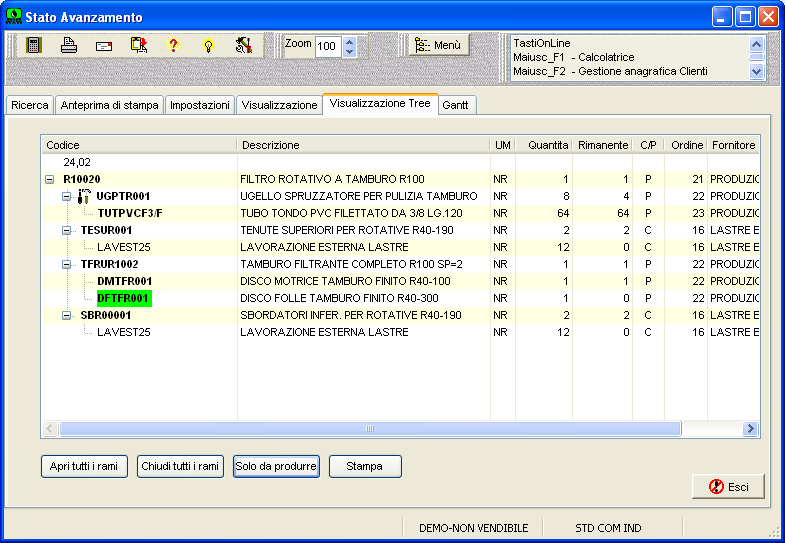 Stato Avanzamento
Zoom 100 Menù
TastiOnLine
Maiusc_F1 - Calcolatrice
Maiusc_F2 - Gestione anagrafica Clienti
Ricerca Anteprima di stampa Impostazioni Visualizzazione Visualizzazione Tree Gantt
Codice Descrizione UM Quantita Rimanente C/P Ordine Fornitore
24,02
R10020 FILTRO ROTATIVO A TAMBURO R100 NR 1 1 P 21 PRODUZIO
UGPTR001 UGELLO SPRUZZATORE PER PULIZIA TAMBURO NR 8 4 P 22 PRODUZIO
TUTPVCF3/F TUBO TONDO PVC FILETTATO DA 3/8 LG.120 NR 64 64 P 23 PRODUZIO
TESUR001 TENUTE SUPERIORI PER ROTATIVE R40-190 NR 2 2 C 16 LASTRE E
LAVEST25 LAVORAZIONE ESTERNA LASTRE NR 12 0 C 16 LASTRE E
TFRUR1002 TAMBURO FILTRANTE COMPLETO R100 SP=2 NR 1 1 P 22 PRODUZIO
DMTFR001 DISCO MOTRICE TAMBURO FINITO R40-100 NR 1 1 P 22 PRODUZIO
DFTFR001 DISCO FOLLE TAMBURO FINITO R40-300 NR 1 0 P 22 PRODUZIO
SBR00001 SBORDATORI INFER. PER ROTATIVE R40-190 NR 2 2 C 16 LASTRE E
LAVEST25 LAVORAZIONE ESTERNA LASTRE NR 12 0 C 16 LASTRE E
Apri tutti i rami Chiudi tutti i rami Solo da produrre Stampa
Esci
DEMO-NON VENDIBILE STD COM IND